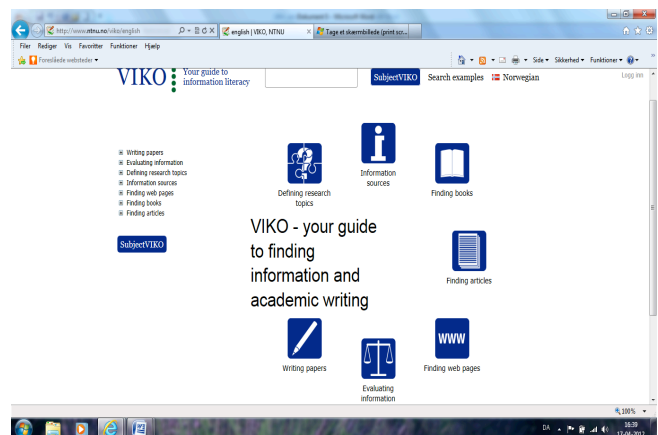 http://www.ntnu.no/viko/english
english | VIKO, NTNU
Tage et skærmbillede (print scr...
Filer Rediger Vis Favoritter Funktioner Hjælp
Foreslåede websteder
Side Sikkerhed Funktioner
VIKO
Your guide to
information literacy
SubjectVIKO
Search examples
Norwegian
Logg inn
Writing papers
Evaluating information
Defining research topics
Information sources
Finding web pages
Finding books
Finding articles
SubjectVIKO
Information
sources
Defining research
topics
Finding books
VIKO - your guide
to finding
information and
academic writing
Finding articles
www
Writing papers
Finding web pages
Evaluating
information
100%
DA
16:39
17-04-2012